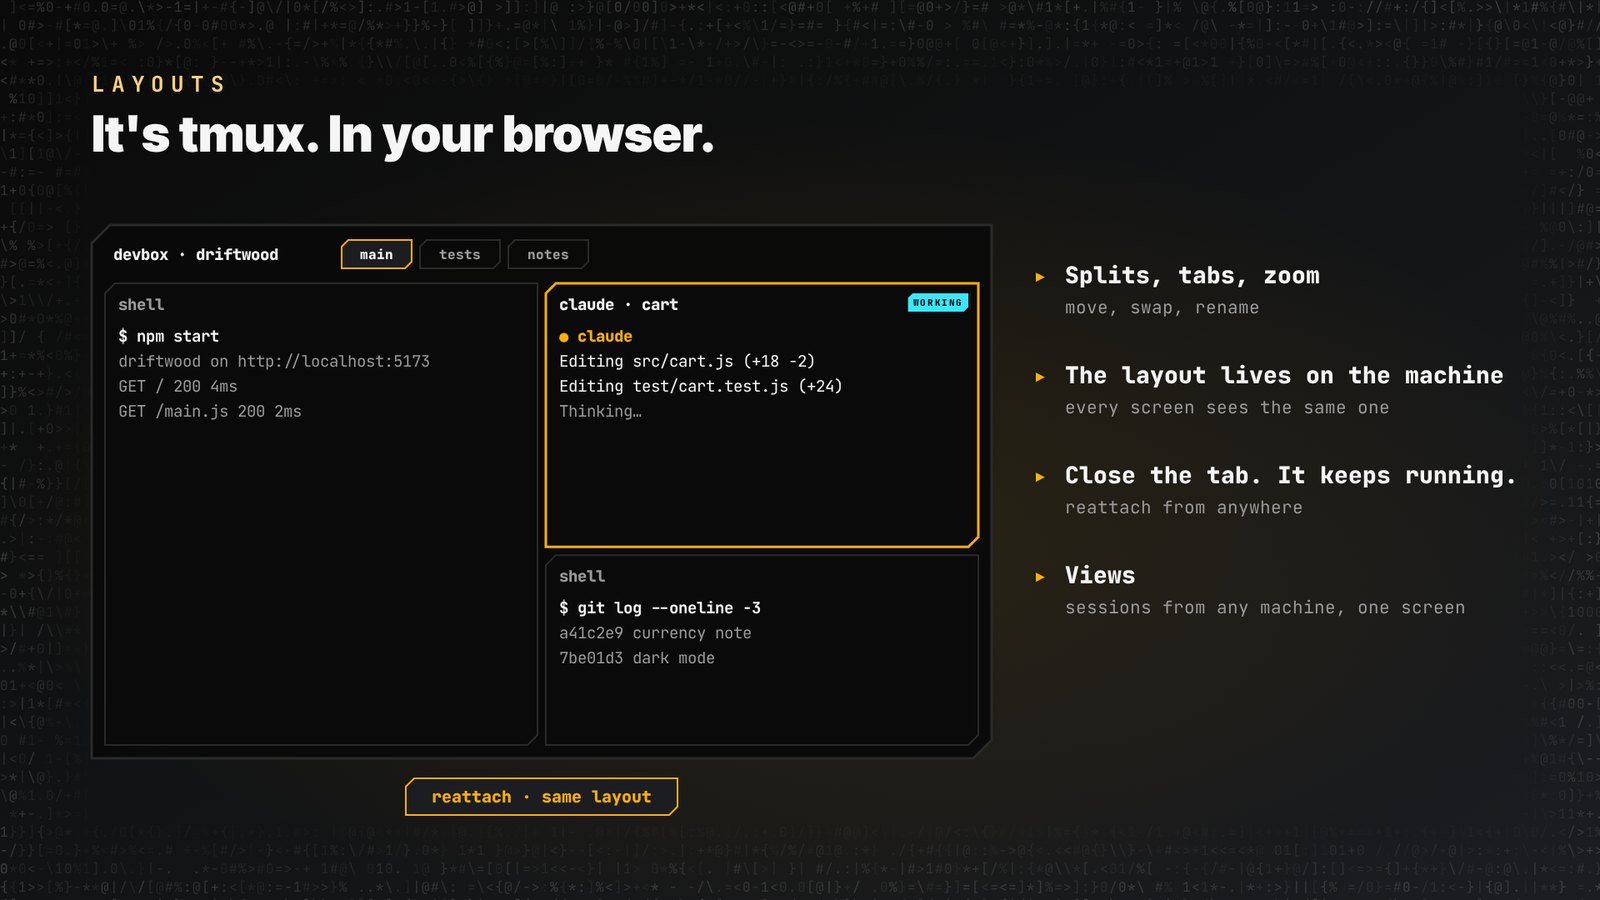 LAYOUTS
It's tmux. In your browser.
devbox · driftwood
main
tests
notes
shell
$ npm start
driftwood on http://localhost:5173
GET / 200 4ms
GET /main.js 200 2ms
claude · cart
WORKING
● claude
Editing src/cart.js (+18 -2)
Editing test/cart.test.js (+24)
Thinking…
shell
$ git log --oneline -3
a41c2e9 currency note
7be01d3 dark mode
reattach · same layout
▸ Splits, tabs, zoom
move, swap, rename
▸ The layout lives on the machine
every screen sees the same one
▸ Close the tab. It keeps running.
reattach from anywhere
▸ Views
sessions from any machine, one screen